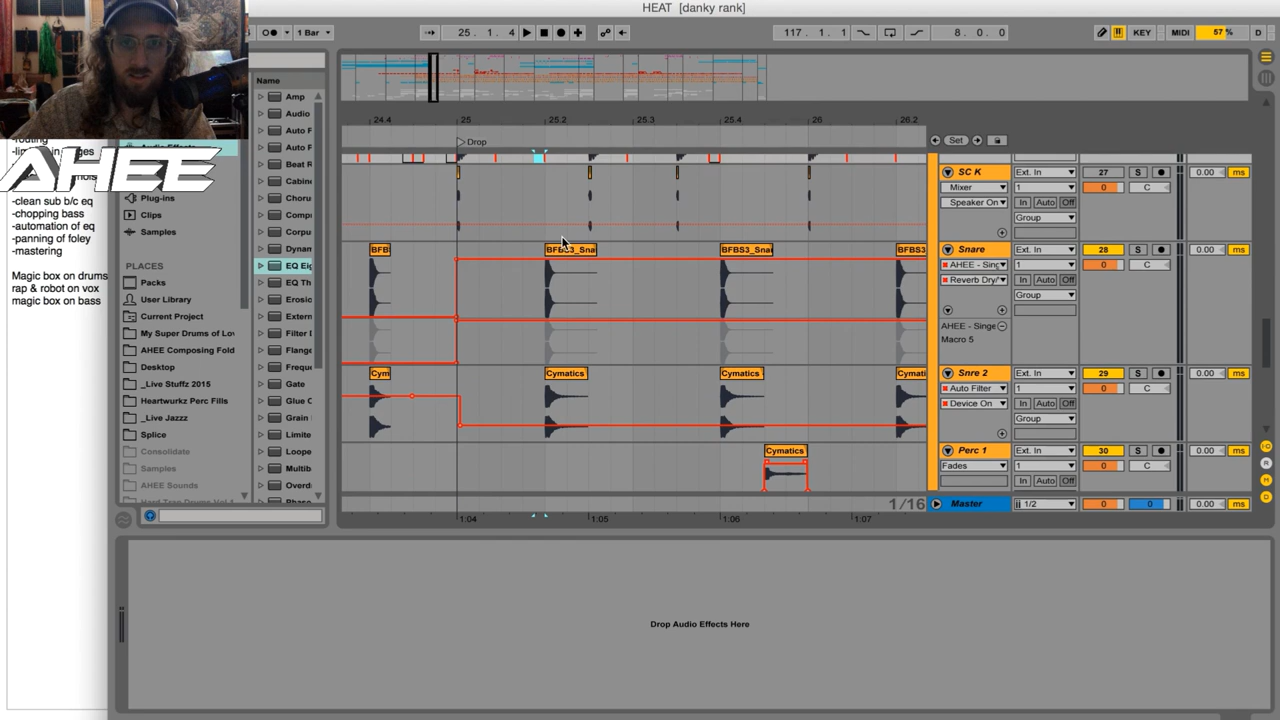 HEAT [danky rank]
1 Bar
25. 1. 4
117. 1. 1
8. 0. 0
KEY
MIDI
57 %
D
AHEE
-routing
-clean sub b/c eq
-chopping bass
-automation of eq
-panning of foley
-mastering
Magic box on drums
rap & robot on vox
magic box on bass
Audio Effects
Plug-ins
Clips
Samples
PLACES
Packs
User Library
Current Project
My Super Drums of Lov
AHEE Composing Fold
Desktop
_Live Stuffz 2015
Heartwurkz Perc Fills
_Live Jazzz
Splice
Consolidate
Samples
AHEE Sounds
Name
Amp
Audio
Auto F
Auto F
Beat R
Cabine
Choru
Comp
Corpu
Dynam
EQ Eig
EQ Th
Erosio
Extern
Filter D
Flange
Freque
Gate
Glue C
Grain
Limite
Loope
Multib
Overd
24.4
25
25.2
25.3
25.4
26
26.2
Drop
Set
SC K
Ext. In
27
S
0.00
ms
Mixer
1
0
C
Speaker On
In
Auto
Off
Group
BFB
BFBS3_Sna
BFBS3_Snar
BFBS3
Snare
Ext. In
28
S
0.00
ms
AHEE - Sing
1
0
C
Reverb Dry/
In
Auto
Off
Group
AHEE - Singe
Macro 5
Cym
Cymatics
Cymatics
Cymati
Snre 2
Ext. In
29
S
0.00
ms
Auto Filter
1
0
C
Device On
In
Auto
Off
Group
Cymatics
Perc 1
Ext. In
30
S
0.00
ms
Fades
1
0
C
In
Auto
Off
1/16
Master
1/2
0
0
0.00
ms
1:04
1:05
1:06
1:07
Drop Audio Effects Here